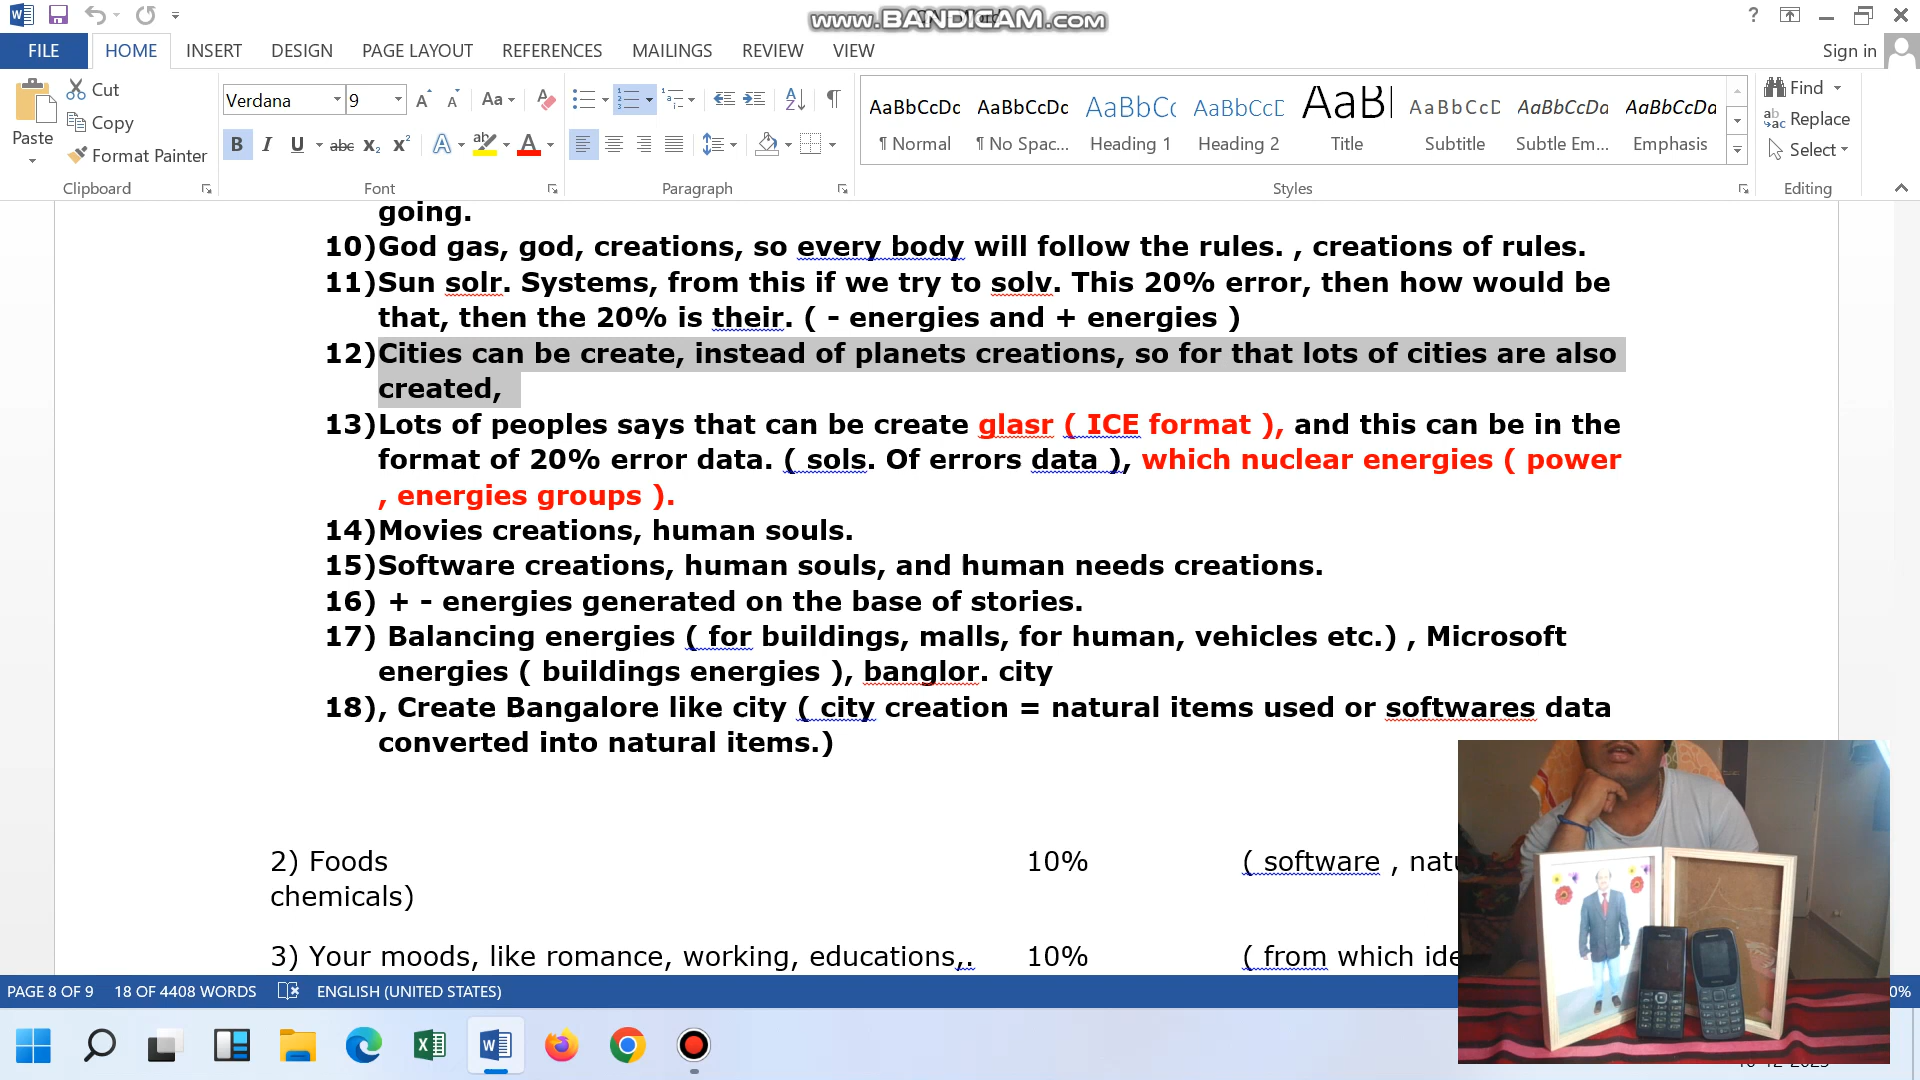 www.BANDICAM.com
?
FILE HOME INSERT DESIGN PAGE LAYOUT REFERENCES MAILINGS REVIEW VIEW Sign in
Paste
Cut
Copy
Format Painter
Clipboard
Verdana 9
Font
Paragraph
AaBbCcDc AaBbCcDc AaBbC( AaBbCcD AaB AaBbCcD AaBbCcDa AaBbCcDa
¶ Normal ¶ No Spac... Heading 1 Heading 2 Title Subtitle Subtle Em... Emphasis
Styles
Find
Replace
Select
Editing
going.
10)God gas, god, creations, so every body will follow the rules. , creations of rules.
11)Sun solr. Systems, from this if we try to solv. This 20% error, then how would be
that, then the 20% is their. ( - energies and + energies )
12)Cities can be create, instead of planets creations, so for that lots of cities are also
created,
13)Lots of peoples says that can be create glasr ( ICE format ), and this can be in the
format of 20% error data. ( sols. Of errors data ), which nuclear energies ( power
, energies groups ).
14)Movies creations, human souls.
15)Software creations, human souls, and human needs creations.
16) + - energies generated on the base of stories.
17) Balancing energies ( for buildings, malls, for human, vehicles etc.) , Microsoft
energies ( buildings energies ), banglor. city
18), Create Bangalore like city ( city creation = natural items used or softwares data
converted into natural items.)
2) Foods 10% ( software , natu
chemicals)
3) Your moods, like romance, working, educations,. 10% ( from which ide
PAGE 8 OF 9 18 OF 4408 WORDS ENGLISH (UNITED STATES) 0%